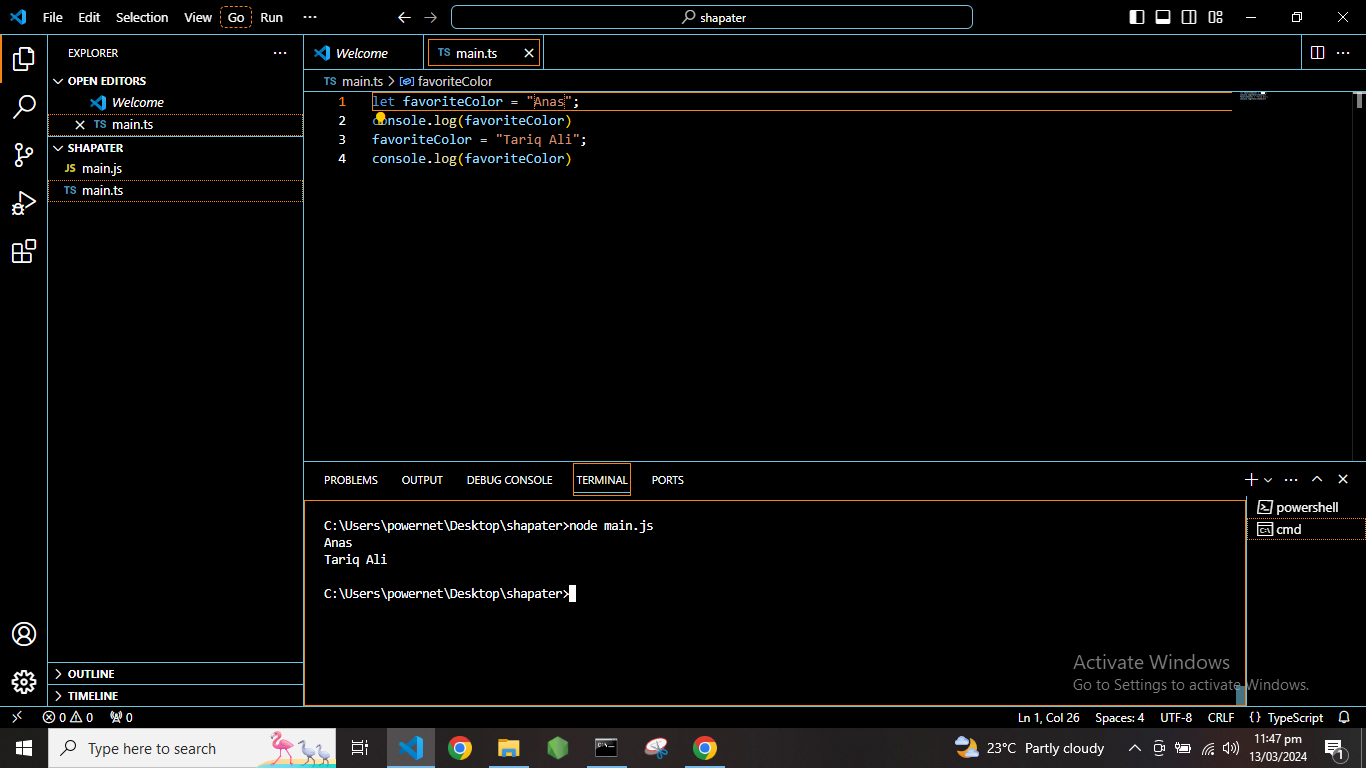 File Edit Selection View Go Run ··· shapater
EXPLORER ···
OPEN EDITORS
Welcome
TS main.ts
SHAPATER
JS main.js
TS main.ts
OUTLINE
TIMELINE
Welcome TS main.ts
TS main.ts > favoriteColor
1 let favoriteColor = "Anas";
2 console.log(favoriteColor)
3 favoriteColor = "Tariq Ali";
4 console.log(favoriteColor)
PROBLEMS OUTPUT DEBUG CONSOLE TERMINAL PORTS
C:\Users\powernet\Desktop\shapater>node main.js
Anas
Tariq Ali
C:\Users\powernet\Desktop\shapater>
powershell
cmd
Activate Windows
Go to Settings to activate Windows.
0 0 0 Ln 1, Col 26 Spaces: 4 UTF-8 CRLF {} TypeScript
Type here to search 23°C Partly cloudy 11:47 pm
13/03/2024 1